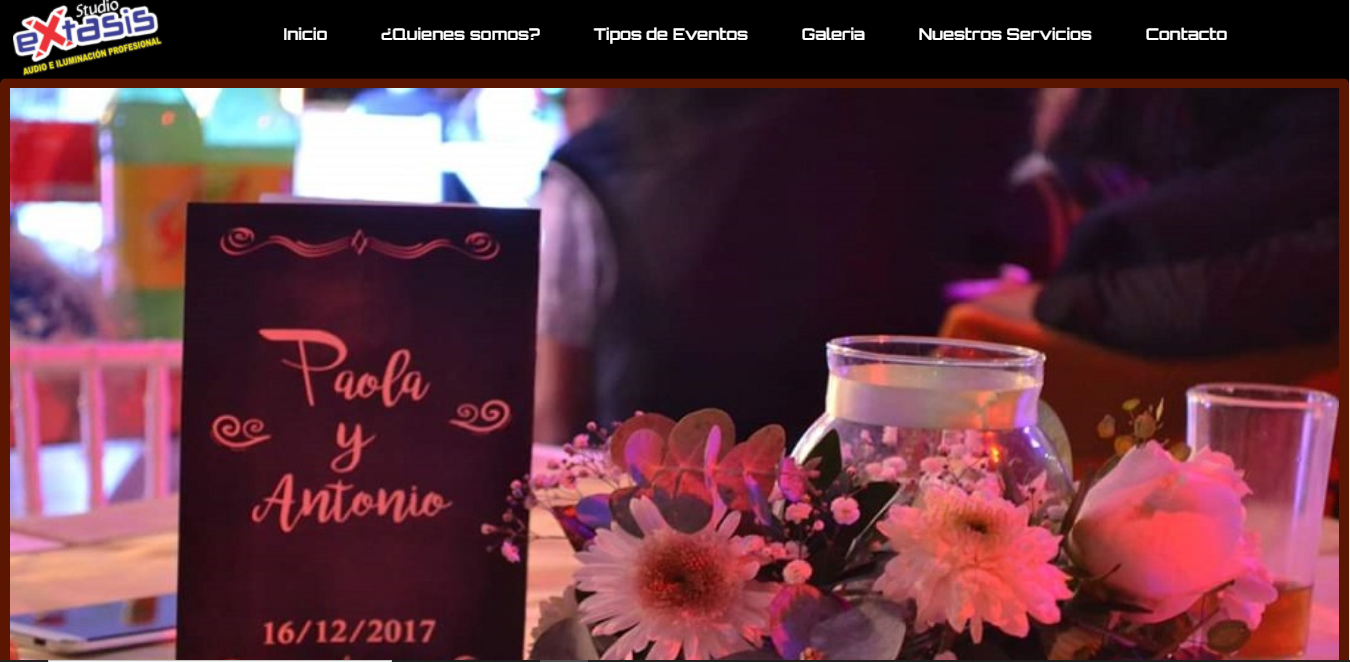 Studio
eXtasis
AUDIO E ILUMINACIÓN PROFESIONAL
Inicio
¿Quienes somos?
Tipos de Eventos
Galeria
Nuestros Servicios
Contacto
Paola
y
Antonio
16/12/2017